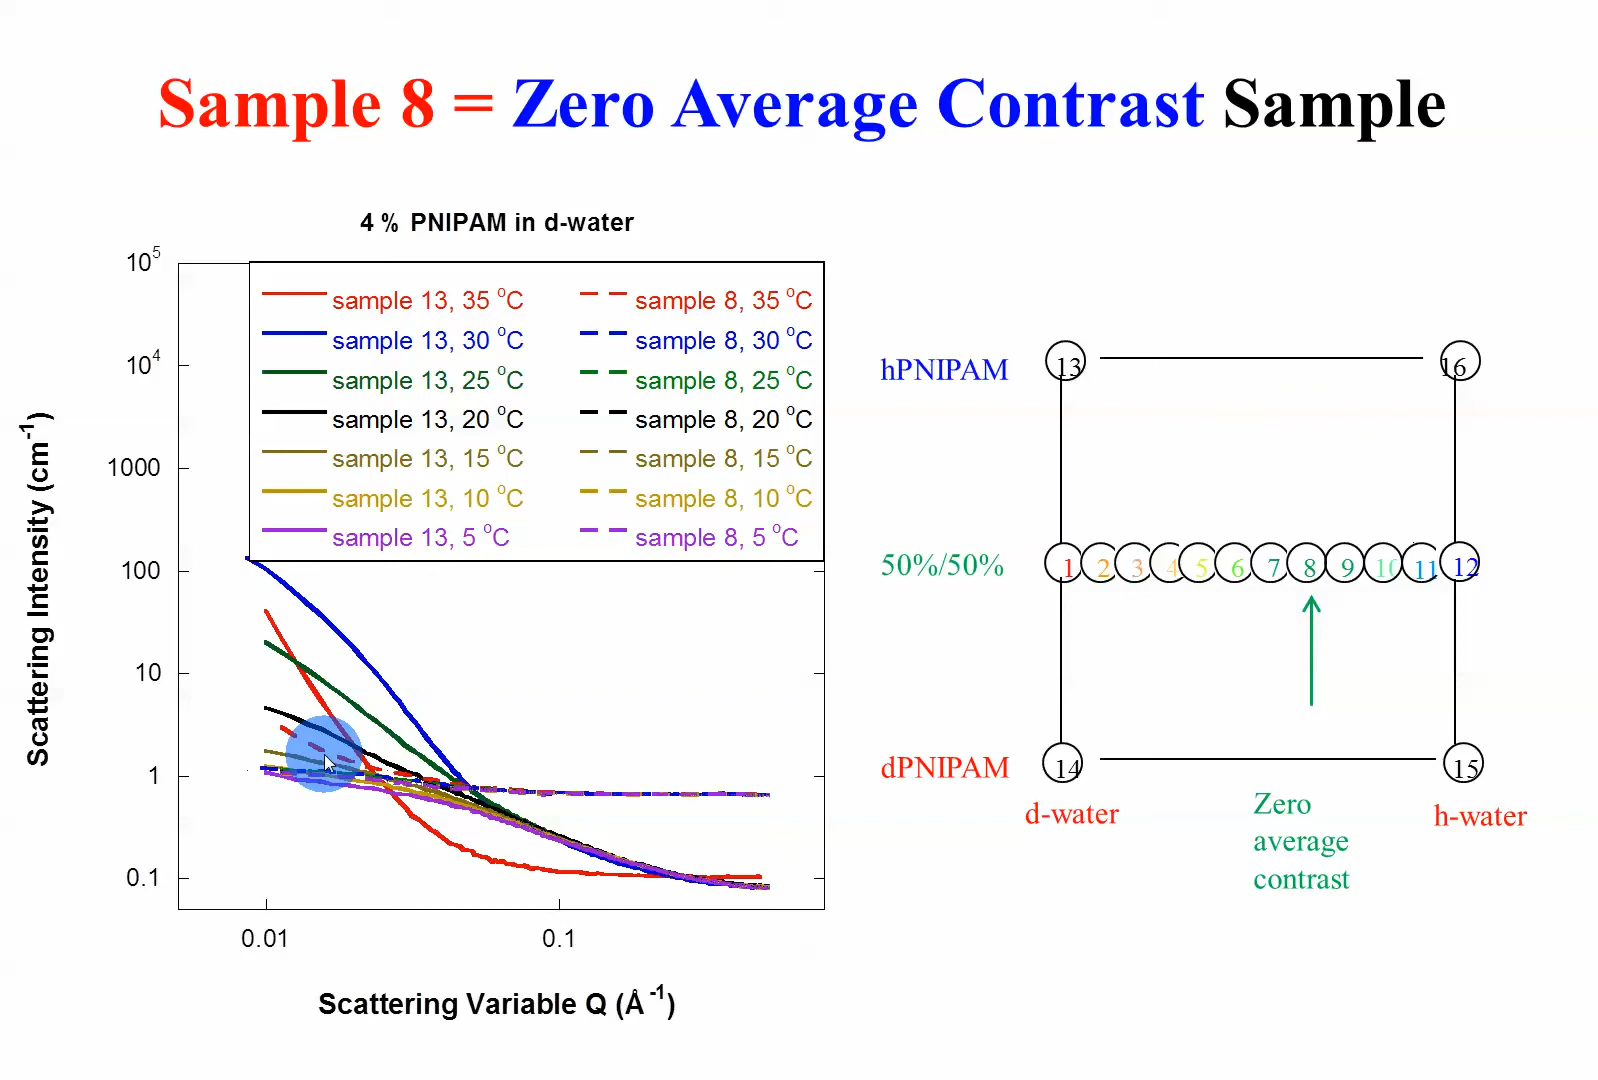 Sample 8 = Zero Average Contrast Sample
4 % PNIPAM in d-water
10⁵
10⁴
1000
100
10
1
0.1
Scattering Intensity (cm⁻¹)
sample 13, 35 °C
sample 13, 30 °C
sample 13, 25 °C
sample 13, 20 °C
sample 13, 15 °C
sample 13, 10 °C
sample 13, 5 °C
sample 8, 35 °C
sample 8, 30 °C
sample 8, 25 °C
sample 8, 20 °C
sample 8, 15 °C
sample 8, 10 °C
sample 8, 5 °C
0.01
0.1
Scattering Variable Q (Å⁻¹)
hPNIPAM
13
16
50%/50%
1 2 3 4 5 6 7 8 9 10 11 12
dPNIPAM
14
15
d-water
Zero
average
contrast
h-water